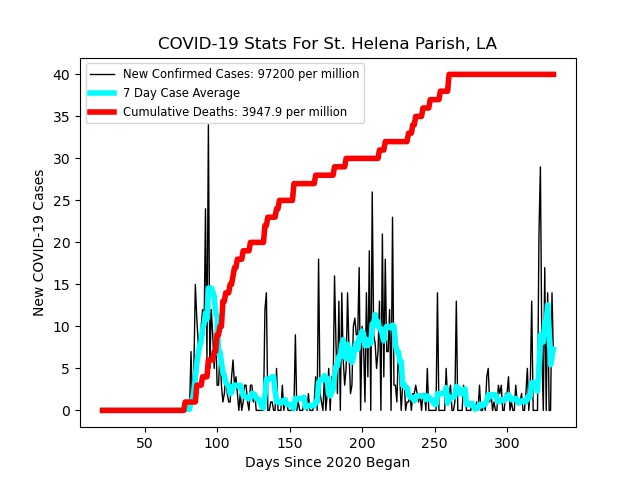 COVID-19 Stats For St. Helena Parish, LA
New Confirmed Cases: 97200 per million
7 Day Case Average
Cumulative Deaths: 3947.9 per million
New COVID-19 Cases
40
35
30
25
20
15
10
5
0
50 100 150 200 250 300
Days Since 2020 Began